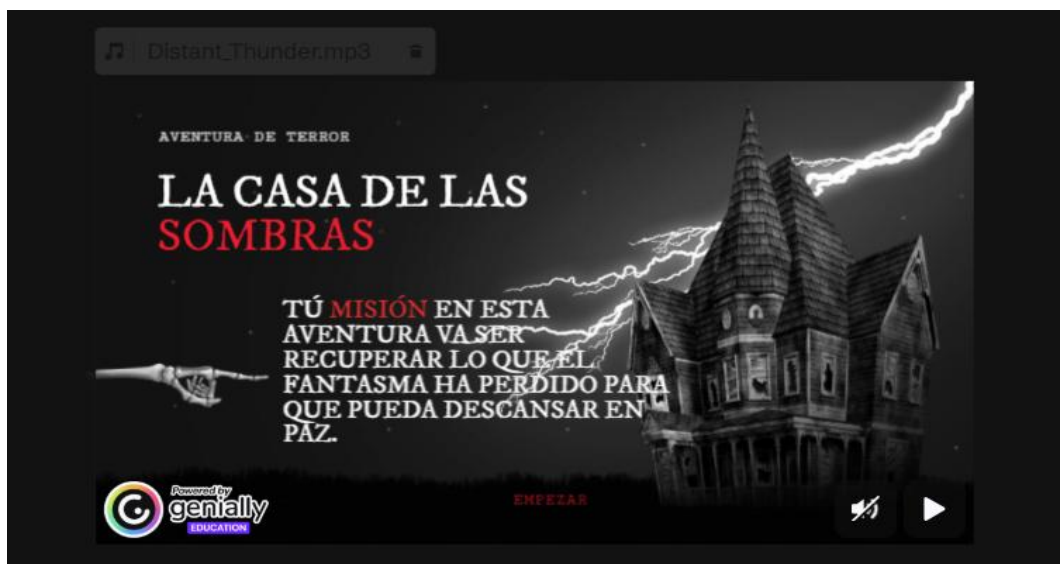 Distant_Thunder.mp3
AVENTURA DE TERROR
LA CASA DE LAS
SOMBRAS
TÚ MISIÓN EN ESTA
AVENTURA VA SER
RECUPERAR LO QUE EL
FANTASMA HA PERDIDO PARA
QUE PUEDA DESCANSAR EN
PAZ.
EMPEZAR
Powered by
genially
EDUCATION